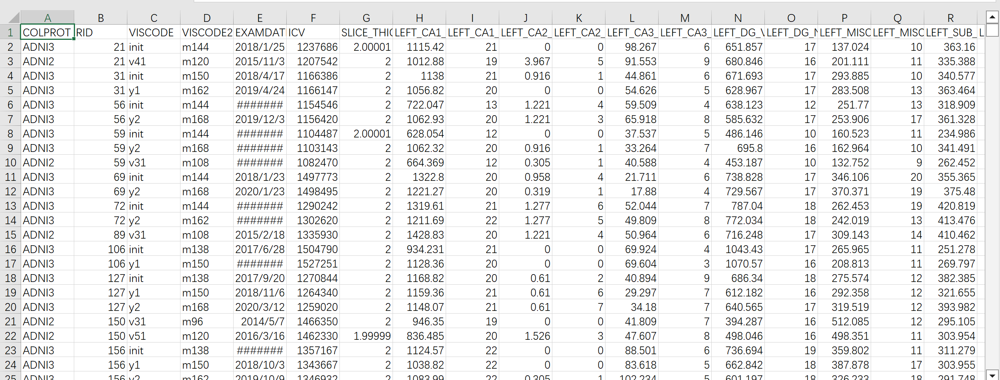 A B C D E F G H I J K L M N O P Q R
1 COLPROT RID VISCODE VISCODE2 EXAMDATI ICV SLICE_THIC LEFT_CA1_ LEFT_CA1_ LEFT_CA2_ LEFT_CA2_ LEFT_CA3_ LEFT_CA3_ LEFT_DG_V LEFT_DG_N LEFT_MISC LEFT_MISC LEFT_SUB_ L
2 ADNI3 21 init m144 2018/1/25 1237686 2.00001 1115.42 21 0 0 98.267 6 651.857 17 137.024 10 363.16
3 ADNI2 21 v41 m120 2015/11/3 1207542 2 1012.88 19 3.967 5 91.553 9 680.846 16 201.111 11 335.388
4 ADNI3 31 init m150 2018/4/17 1166386 2 1138 21 0.916 1 44.861 6 671.693 17 293.885 10 340.577
5 ADNI3 31 y1 m162 2019/4/24 1166147 2 1056.82 20 0 0 54.626 5 628.967 17 283.508 13 363.464
6 ADNI3 56 init m144 ####### 1154546 2 722.047 13 1.221 4 59.509 4 638.123 12 251.77 13 318.909
7 ADNI3 56 y2 m168 2019/12/3 1156420 2 1062.93 20 1.221 3 65.918 8 585.632 17 253.906 17 361.328
8 ADNI3 59 init m144 ####### 1104487 2.00001 628.054 12 0 0 37.537 5 486.146 10 160.523 11 234.986
9 ADNI3 59 y2 m168 ####### 1103143 2 1062.32 20 0.916 1 33.264 7 695.8 16 162.964 10 341.491
10 ADNI2 59 v31 m108 ####### 1082470 2 664.369 12 0.305 1 40.588 4 453.187 10 132.752 9 262.452
11 ADNI3 69 init m144 2018/1/23 1497773 2 1322.8 20 0.958 4 21.711 6 738.828 17 346.106 20 355.365
12 ADNI3 69 y2 m168 2020/1/23 1498495 2 1221.27 20 0.319 1 17.88 4 729.567 17 370.371 19 375.48
13 ADNI3 72 init m144 ####### 1290242 2 1319.61 21 1.277 6 52.044 7 787.04 18 262.453 19 420.819
14 ADNI3 72 y2 m162 ####### 1302620 2 1211.69 22 1.277 5 49.809 8 772.034 18 242.019 13 413.476
15 ADNI2 89 v31 m108 2015/2/18 1335930 2 1428.83 20 1.221 4 50.964 6 716.248 17 309.143 14 410.462
16 ADNI3 106 init m138 2017/6/28 1504790 2 934.231 21 0 0 69.924 4 1043.43 17 265.965 11 251.278
17 ADNI3 106 y1 m150 ####### 1527251 2 1128.36 20 0 0 69.604 3 1070.57 16 208.813 11 269.797
18 ADNI3 127 init m138 2017/9/20 1270844 2 1168.82 20 0.61 2 40.894 9 686.34 18 275.574 12 382.385
19 ADNI3 127 y1 m150 2018/11/6 1264340 2 1159.36 21 0.61 6 29.297 7 612.182 16 292.358 12 321.655
20 ADNI3 127 y2 m168 2020/3/12 1259020 2 1148.07 21 0.61 7 34.18 7 640.565 17 319.519 12 393.982
21 ADNI2 150 v31 m96 2014/5/7 1466350 2 946.35 19 0 0 41.809 7 394.287 16 512.085 12 295.105
22 ADNI2 150 v51 m120 2016/3/16 1462330 1.99999 836.485 20 1.526 3 47.607 8 498.046 16 498.351 11 303.954
23 ADNI3 156 init m138 ####### 1357167 2 1124.57 22 0 0 88.501 6 736.694 19 359.802 11 311.279
24 ADNI3 156 y1 m150 2018/10/3 1343667 2 1038.82 22 0 0 83.618 5 662.842 18 387.878 17 303.955
25 ADNI3 156 y2 m162 2019/10/9 1346932 2 1083.99 22 0.305 1 102.234 5 601.197 18 326.233 18 291.748